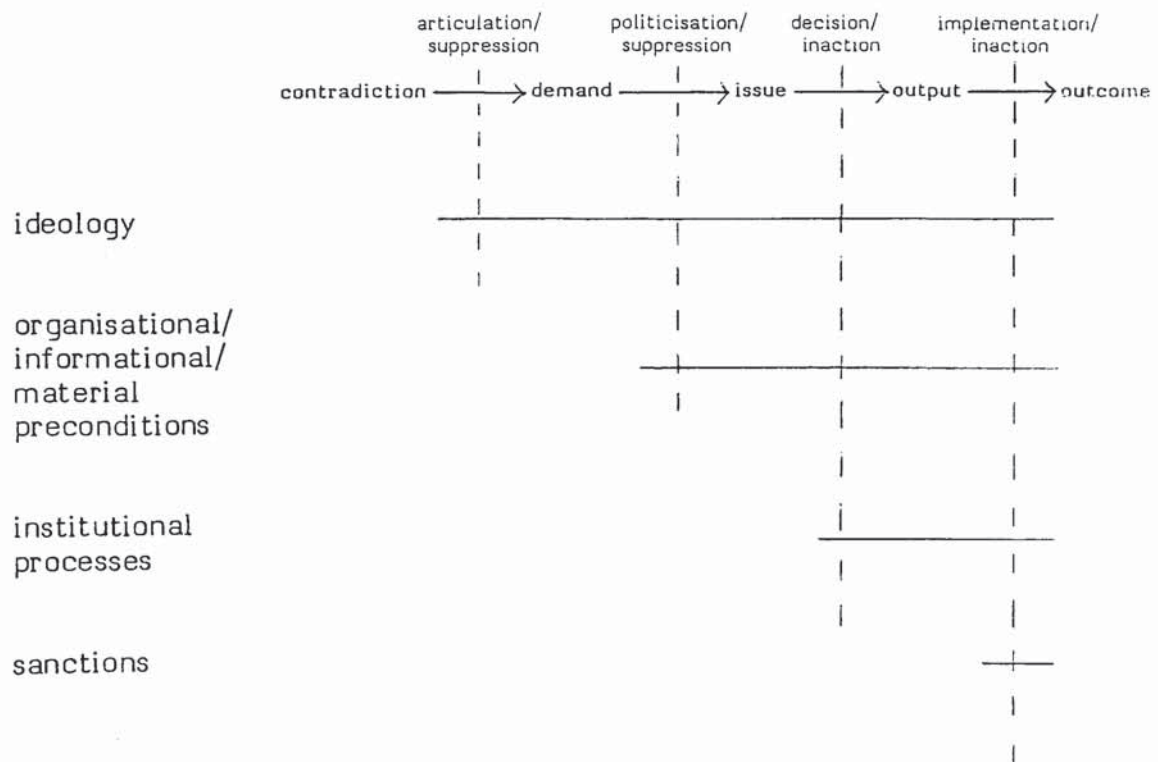 articulation/
suppression
politicisation/
suppression
decision/
inaction
implementation/
inaction
contradiction demand issue output outcome
ideology
organisational/
informational/
material
preconditions
institutional
processes
sanctions